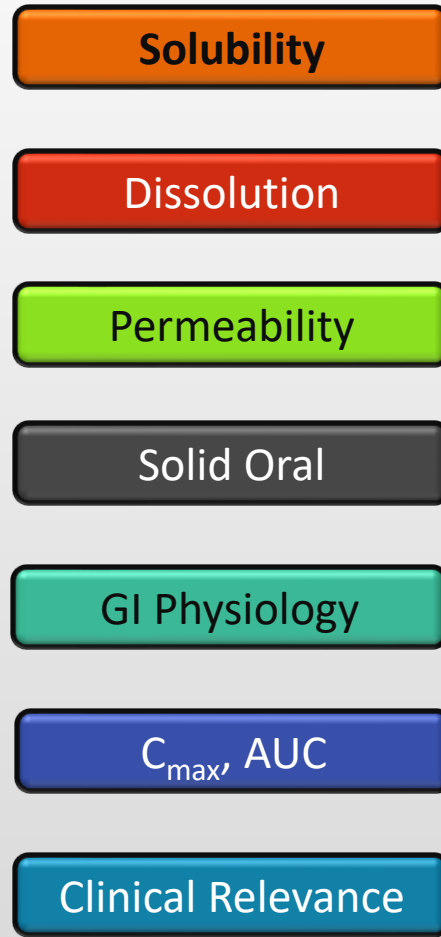 Solubility
Dissolution
Permeability
Solid Oral
GI Physiology
Cmax, AUC
Clinical Relevance